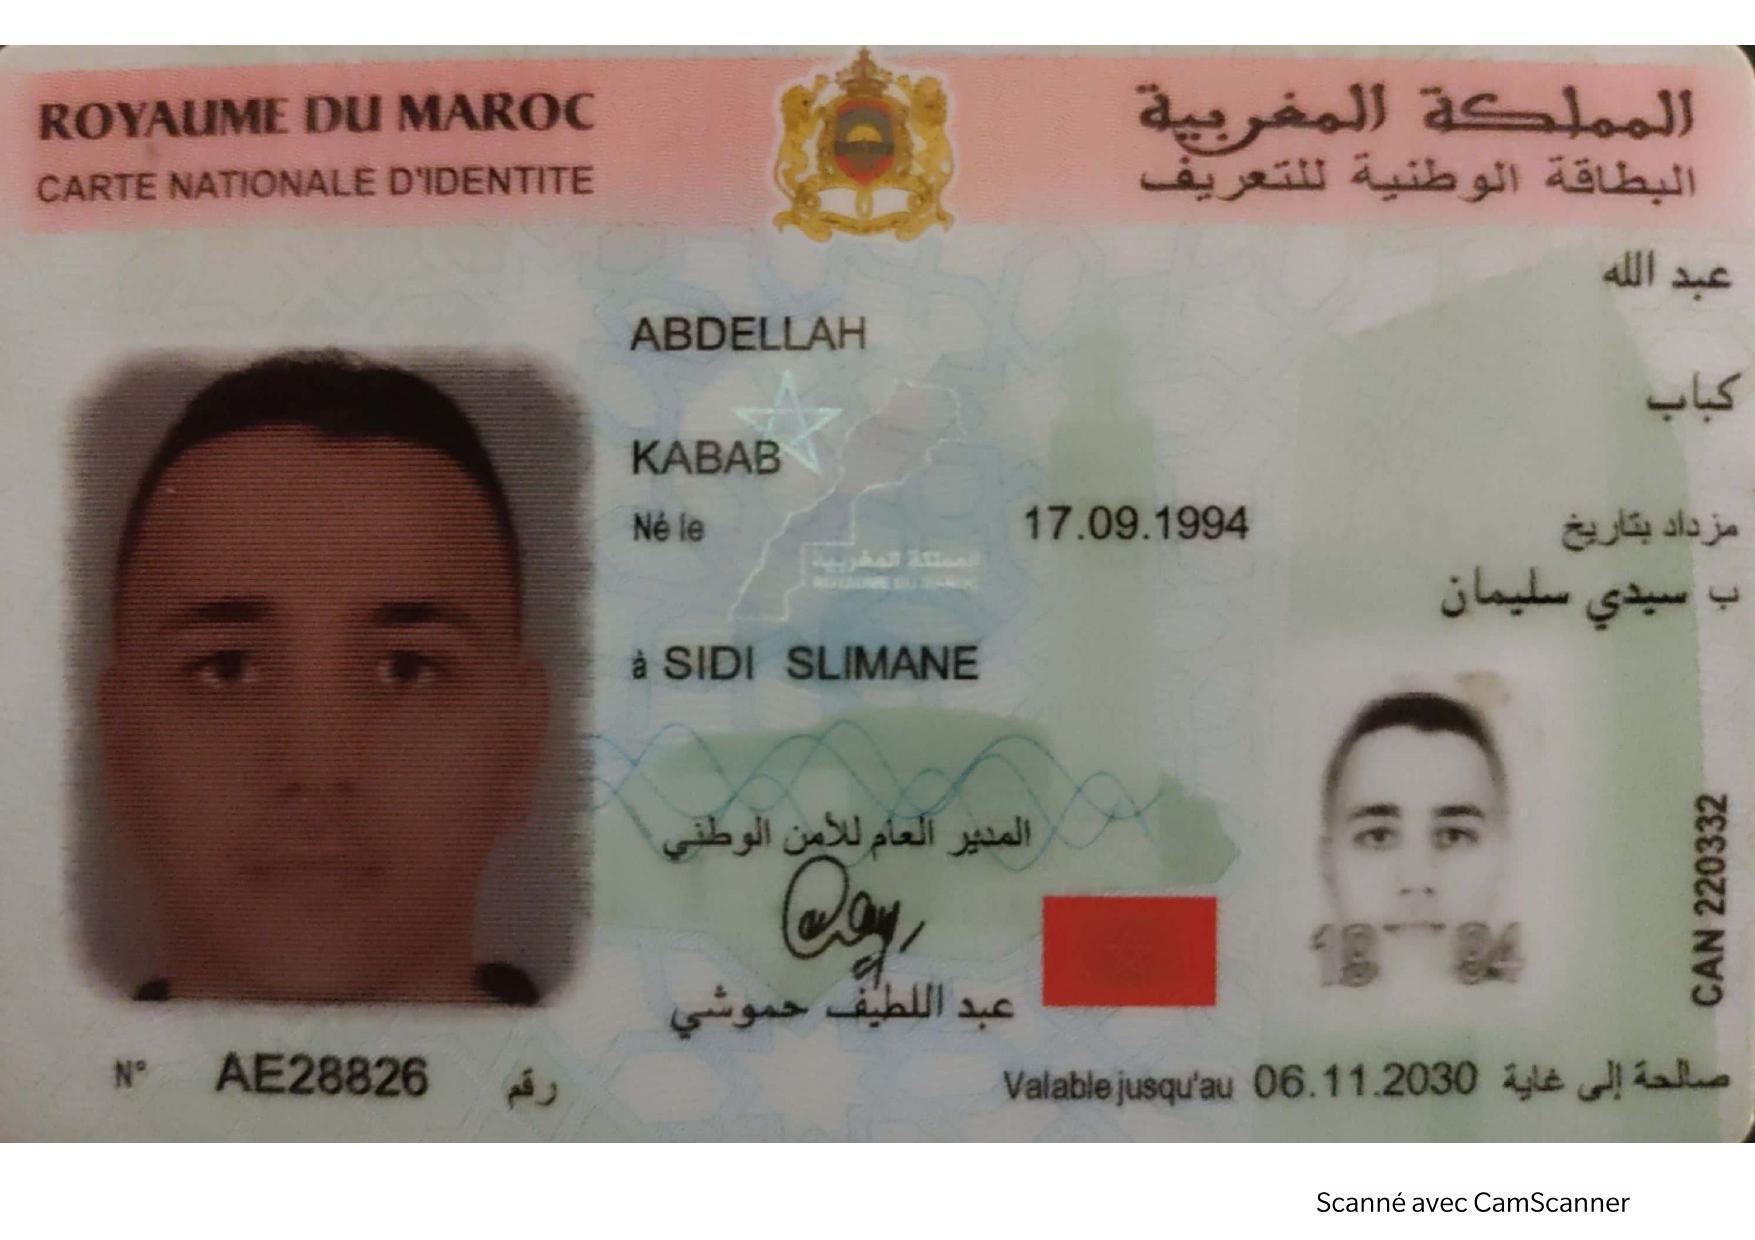 ROYAUME DU MAROC
المملكة المغربية
CARTE NATIONALE D'IDENTITE
البطاقة الوطنية للتعريف
عبد الله
ABDELLAH
كباب
KABAB
Né le 17.09.1994 مزداد بتاريخ
المملكة المغربية
ROYAUME DU MAROC
ب سيدي سليمان
à SIDI SLIMANE
المدير العام للأمن الوطني
عبد اللطيف حموشي
CAN 220332
N° AE28826 رقم
Valable jusqu'au 06.11.2030 صالحة إلى غاية
Scanné avec CamScanner